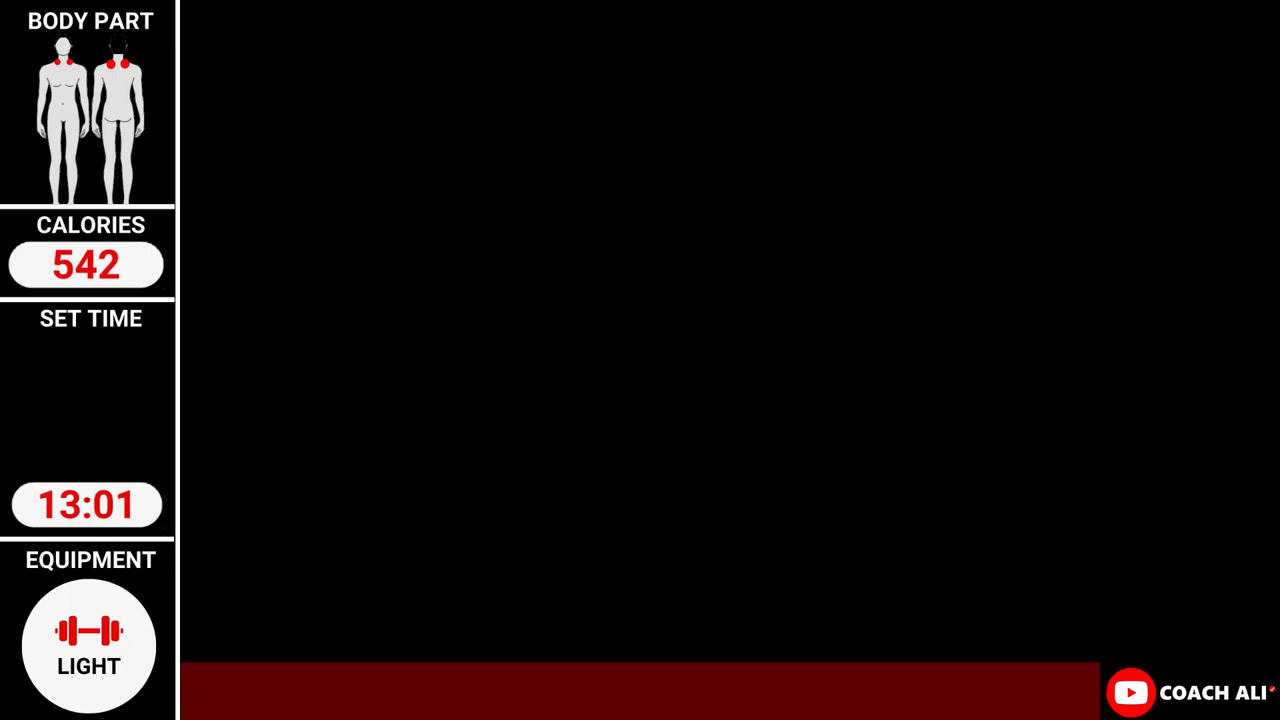 BODY PART
CALORIES
542
SET TIME
13:01
EQUIPMENT
LIGHT
COACH ALI